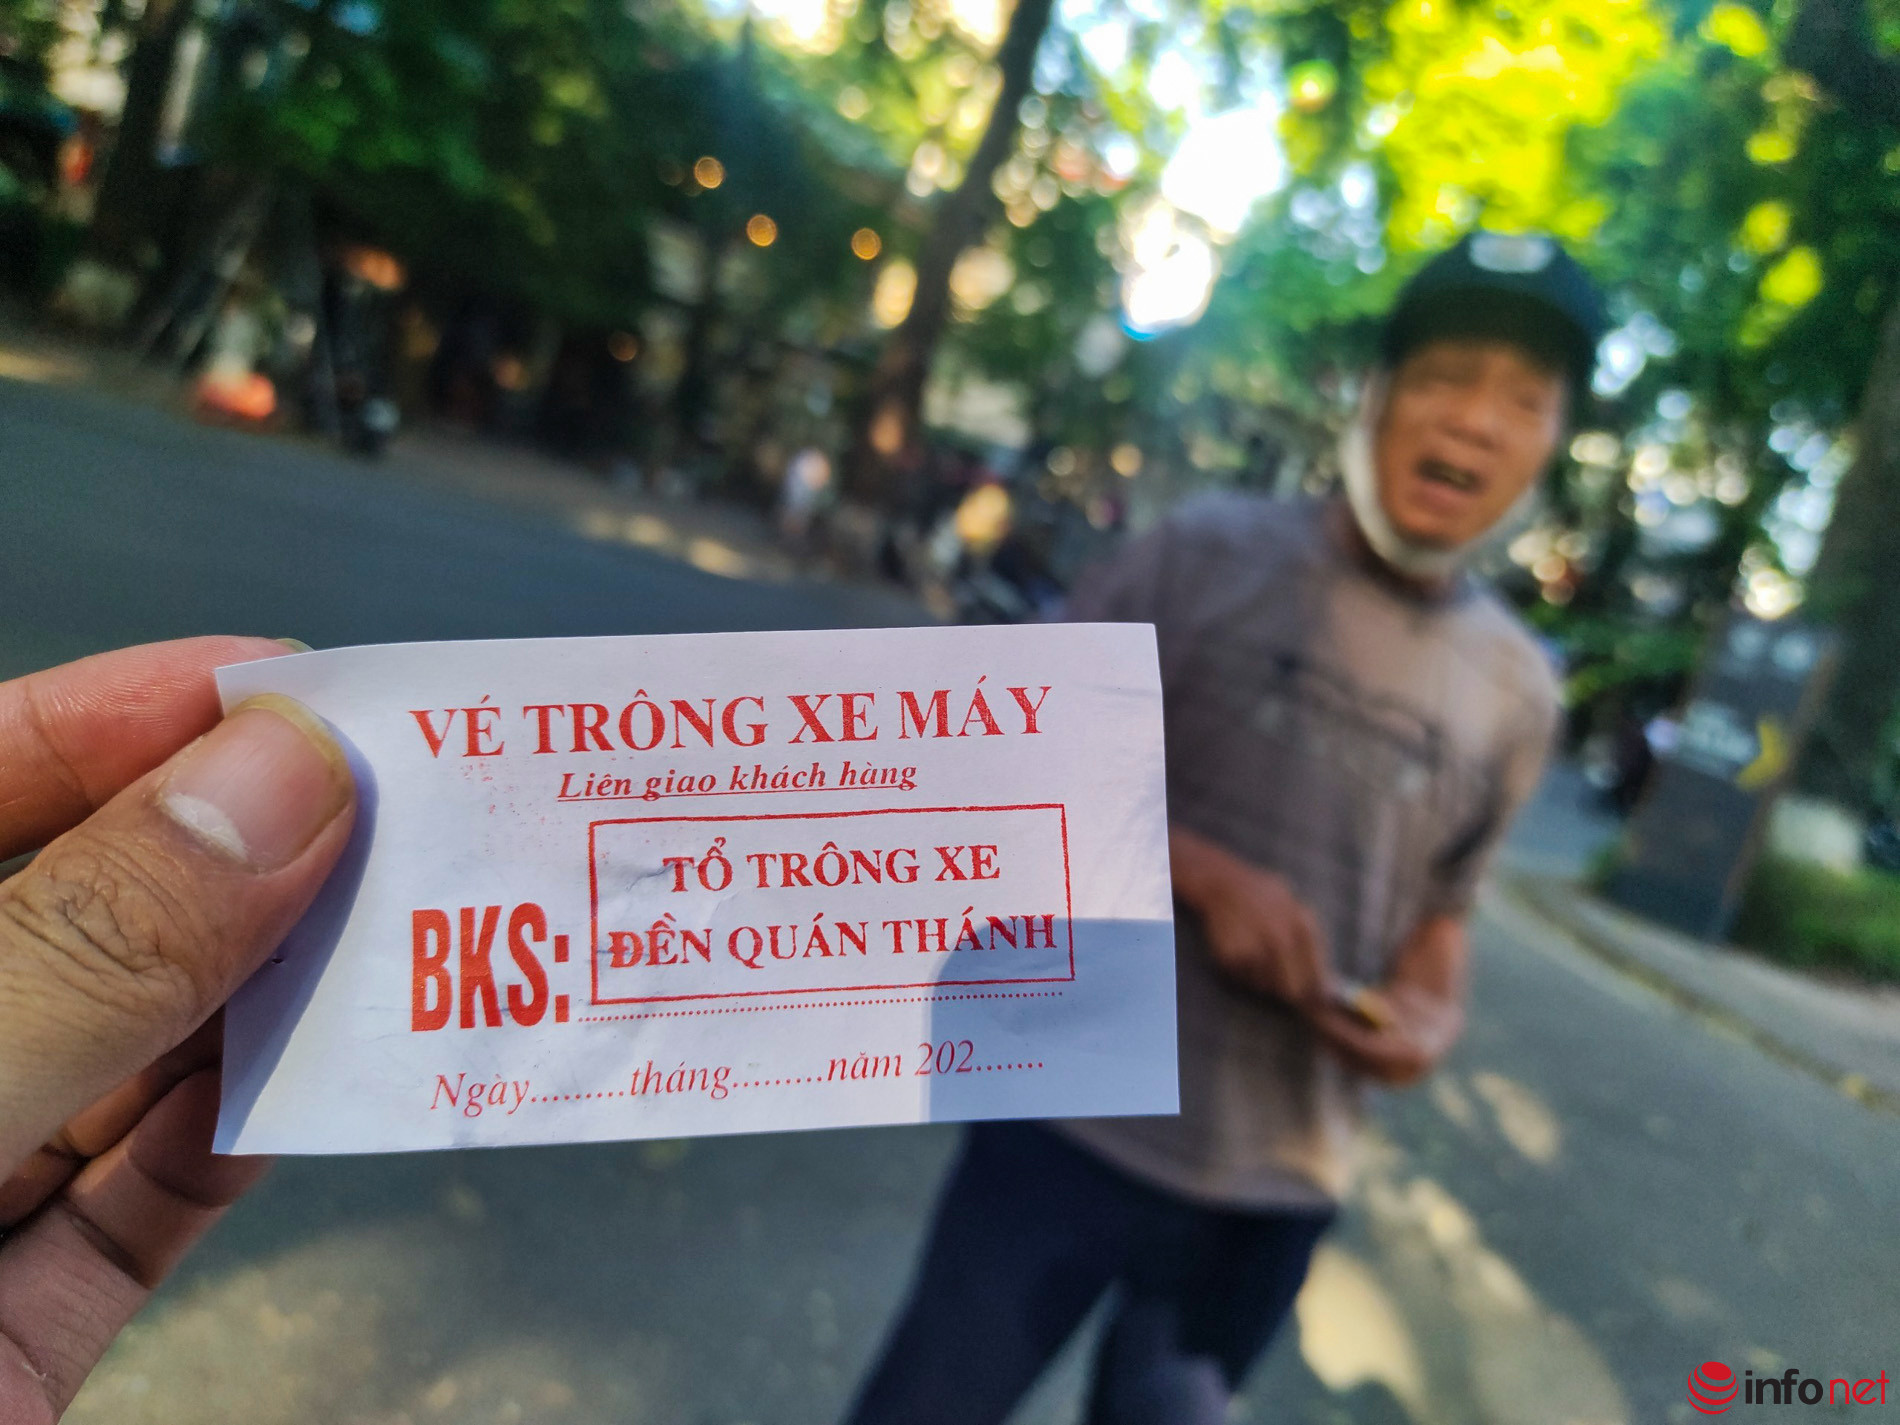 VÉ TRÔNG XE MÁY
Liên giao khách hàng
TỔ TRÔNG XE
ĐỀN QUÁN THÁNH
BKS:
Ngày.........tháng.........năm 202.......
infonet